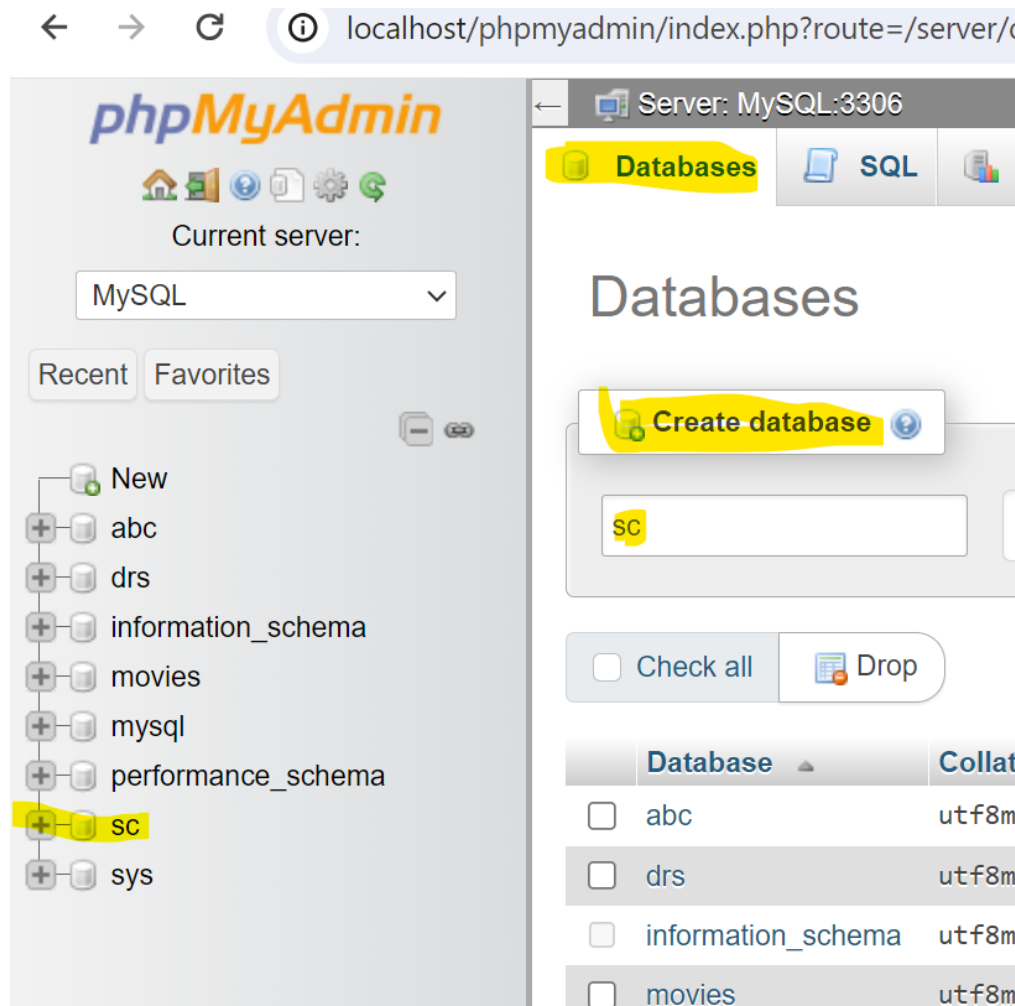 localhost/phpmyadmin/index.php?route=/server/
phpMyAdmin
Current server:
MySQL
Recent Favorites
New
abc
drs
information_schema
movies
mysql
performance_schema
sc
sys
Server: MySQL:3306
Databases SQL
Databases
Create database
sc
Check all Drop
Database Collat
abc utf8m
drs utf8m
information_schema utf8m
movies utf8m